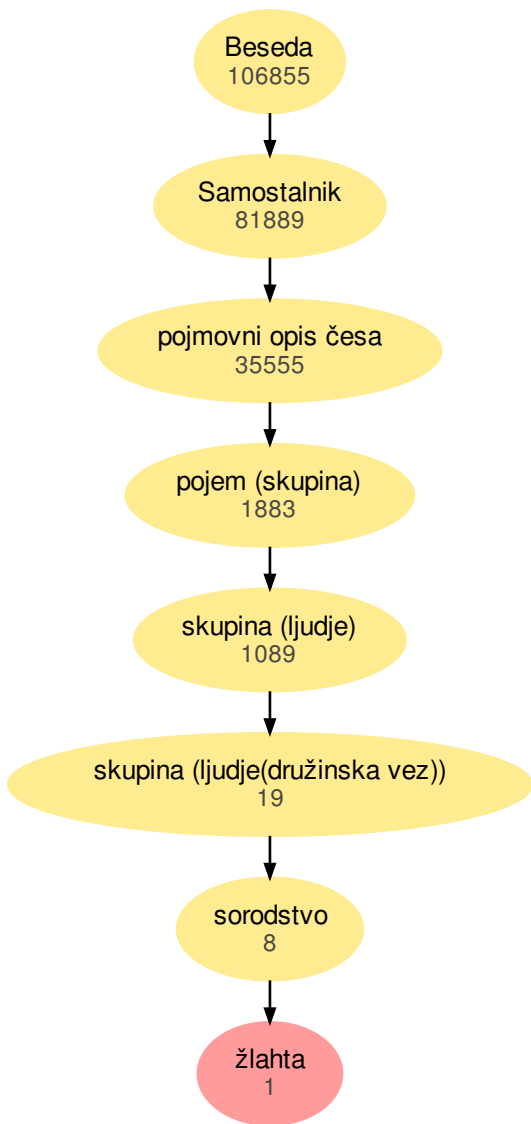 Beseda
106855
Samostalnik
81889
pojmovni opis česa
35555
pojem (skupina)
1883
skupina (ljudje)
1089
skupina (ljudje(družinska vez))
19
sorodstvo
8
žlahta
1